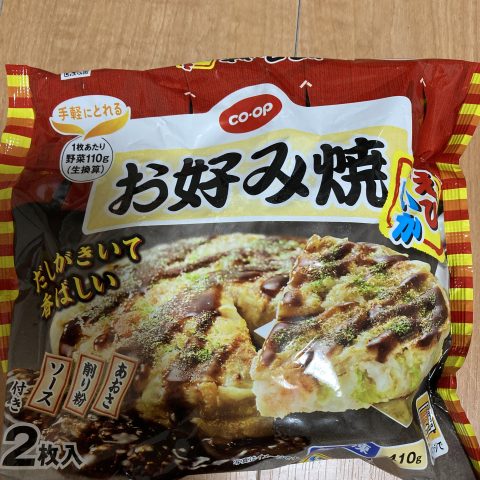 手軽にとれる
1枚あたり
野菜110g
(生換算)
CO・OP
お好み焼
えび
いか
だしがきいて
香ばしい
あおさ
削り粉
ソース
付き
2枚入
410g